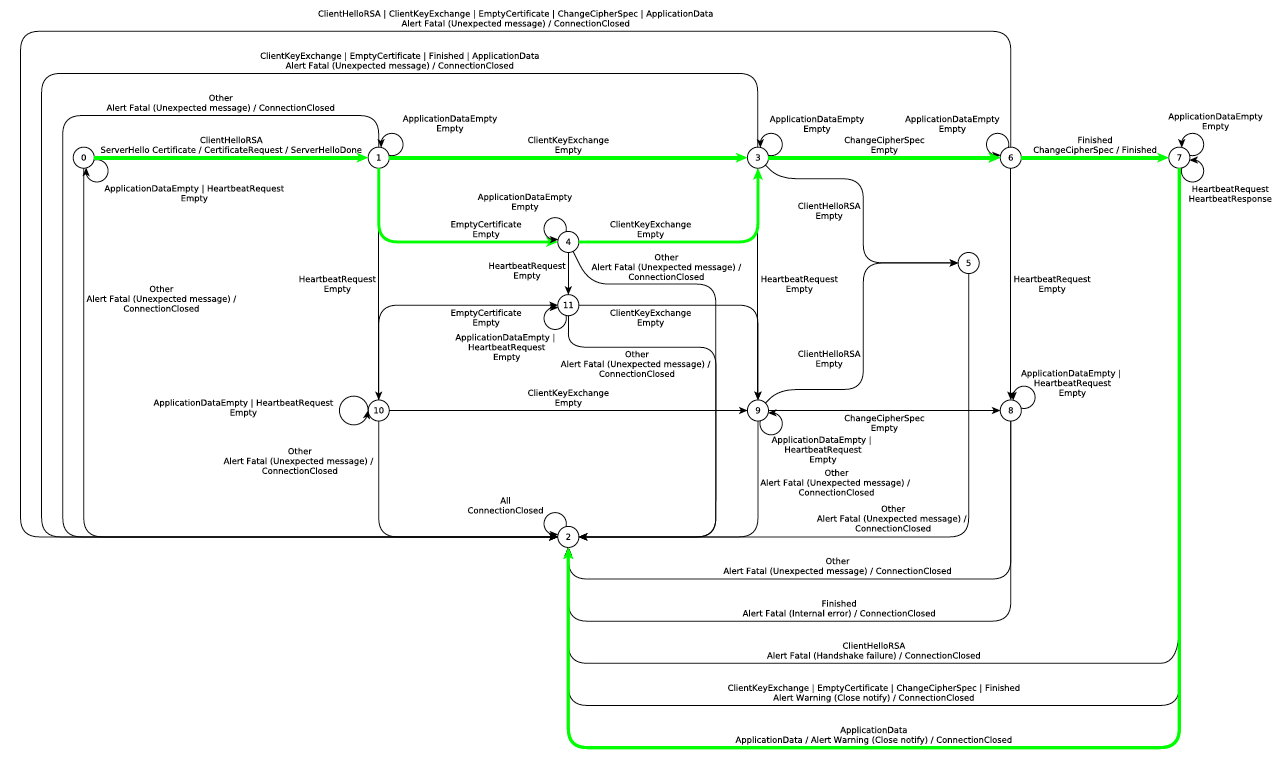 ClientHelloRSA | ClientKeyExchange | EmptyCertificate | ChangeCipherSpec | ApplicationData
Alert Fatal (Unexpected message) / ConnectionClosed
ClientKeyExchange | EmptyCertificate | Finished | ApplicationData
Alert Fatal (Unexpected message) / ConnectionClosed
Other
Alert Fatal (Unexpected message) / ConnectionClosed
ApplicationDataEmpty
Empty
ApplicationDataEmpty
Empty
ApplicationDataEmpty
Empty
ApplicationDataEmpty
Empty
ClientHelloRSA
ServerHello Certificate / CertificateRequest / ServerHelloDone
ClientKeyExchange
Empty
ChangeCipherSpec
Empty
Finished
ChangeCipherSpec / Finished
0
1
3
6
7
ApplicationDataEmpty | HeartbeatRequest
Empty
HeartbeatRequest
HeartbeatResponse
ApplicationDataEmpty
Empty
ClientHelloRSA
Empty
EmptyCertificate
Empty
4
ClientKeyExchange
Empty
HeartbeatRequest
Empty
Other
Alert Fatal (Unexpected message) /
ConnectionClosed
5
HeartbeatRequest
Empty
HeartbeatRequest
Empty
HeartbeatRequest
Empty
Other
Alert Fatal (Unexpected message) /
ConnectionClosed
11
EmptyCertificate
Empty
ClientKeyExchange
Empty
ApplicationDataEmpty |
HeartbeatRequest
Empty
Other
Alert Fatal (Unexpected message) /
ConnectionClosed
ClientHelloRSA
Empty
ApplicationDataEmpty |
HeartbeatRequest
Empty
ApplicationDataEmpty | HeartbeatRequest
Empty
10
ClientKeyExchange
Empty
9
ChangeCipherSpec
Empty
8
ApplicationDataEmpty |
HeartbeatRequest
Empty
Other
Alert Fatal (Unexpected message) /
ConnectionClosed
Other
Alert Fatal (Unexpected message) /
ConnectionClosed
All
ConnectionClosed
Other
Alert Fatal (Unexpected message) /
ConnectionClosed
2
Other
Alert Fatal (Unexpected message) / ConnectionClosed
Finished
Alert Fatal (Internal error) / ConnectionClosed
ClientHelloRSA
Alert Fatal (Handshake failure) / ConnectionClosed
ClientKeyExchange | EmptyCertificate | ChangeCipherSpec | Finished
Alert Warning (Close notify) / ConnectionClosed
ApplicationData
ApplicationData / Alert Warning (Close notify) / ConnectionClosed